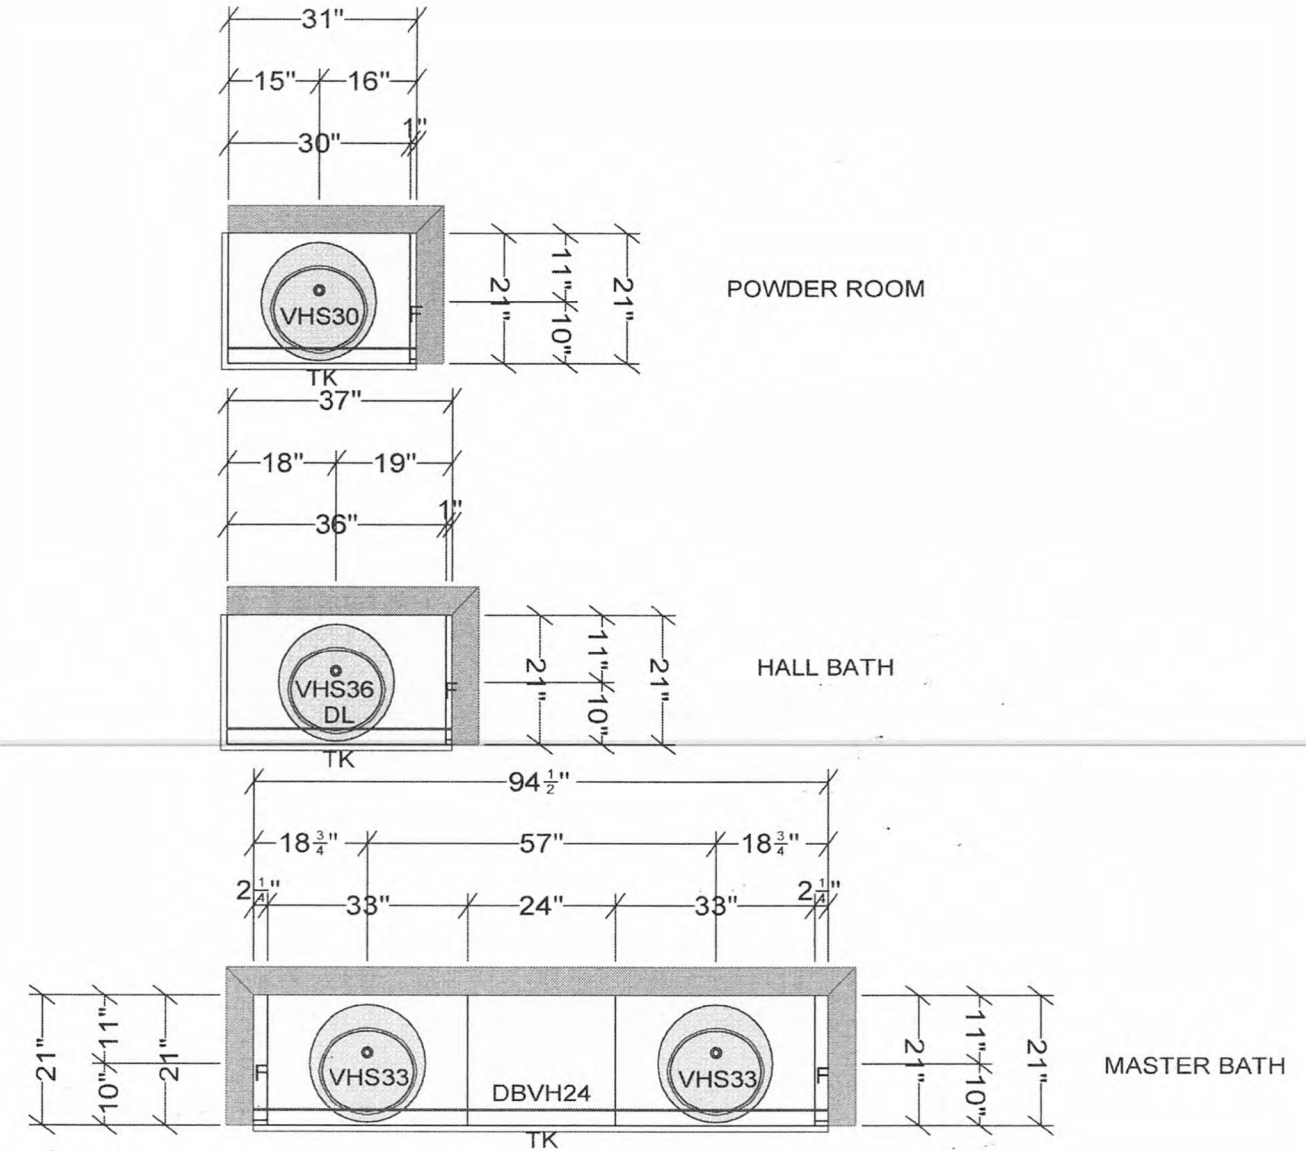 31"
15" 16"
1"
30"
VHS30
F
21"
11"
10"
21"
POWDER ROOM
TK
37"
18" 19"
1"
36"
VHS36
DL
F
21"
11"
10"
21"
HALL BATH
TK
94 1/2"
18 3/4" 57" 18 3/4"
2 1/4" 33" 24" 33" 2 1/4"
21"
11"
10"
21"
F
VHS33
DBVH24
VHS33
F
21"
11"
10"
21"
MASTER BATH
TK